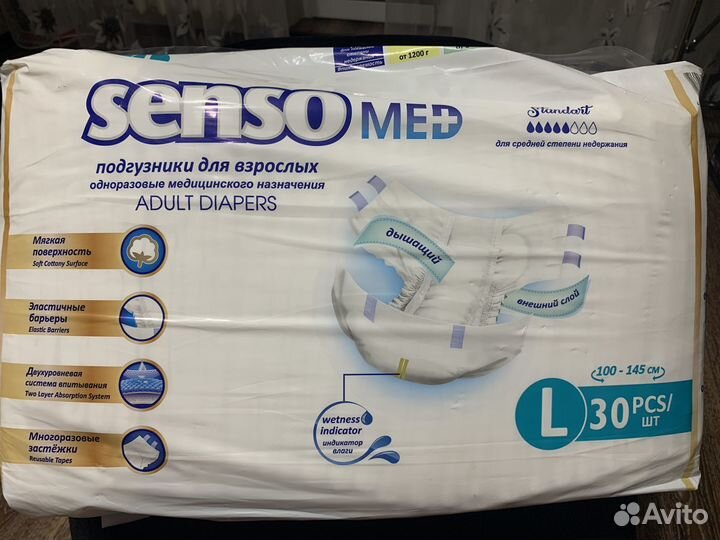 от 1200 г
senso MED
Standart
для средней степени недержания
подгузники для взрослых
одноразовые медицинского назначения
ADULT DIAPERS
Мягкая
поверхность
Soft Cottony Surface
Эластичные
барьеры
Elastic Barriers
Двухуровневая
система впитывания
Two Layer Absorption System
Многоразовые
застёжки
Reusable Tapes
дышащий
внешний слой
wetness
indicator
индикатор
влаги
100 - 145 см
L 30 PCS/
ШТ
Avito